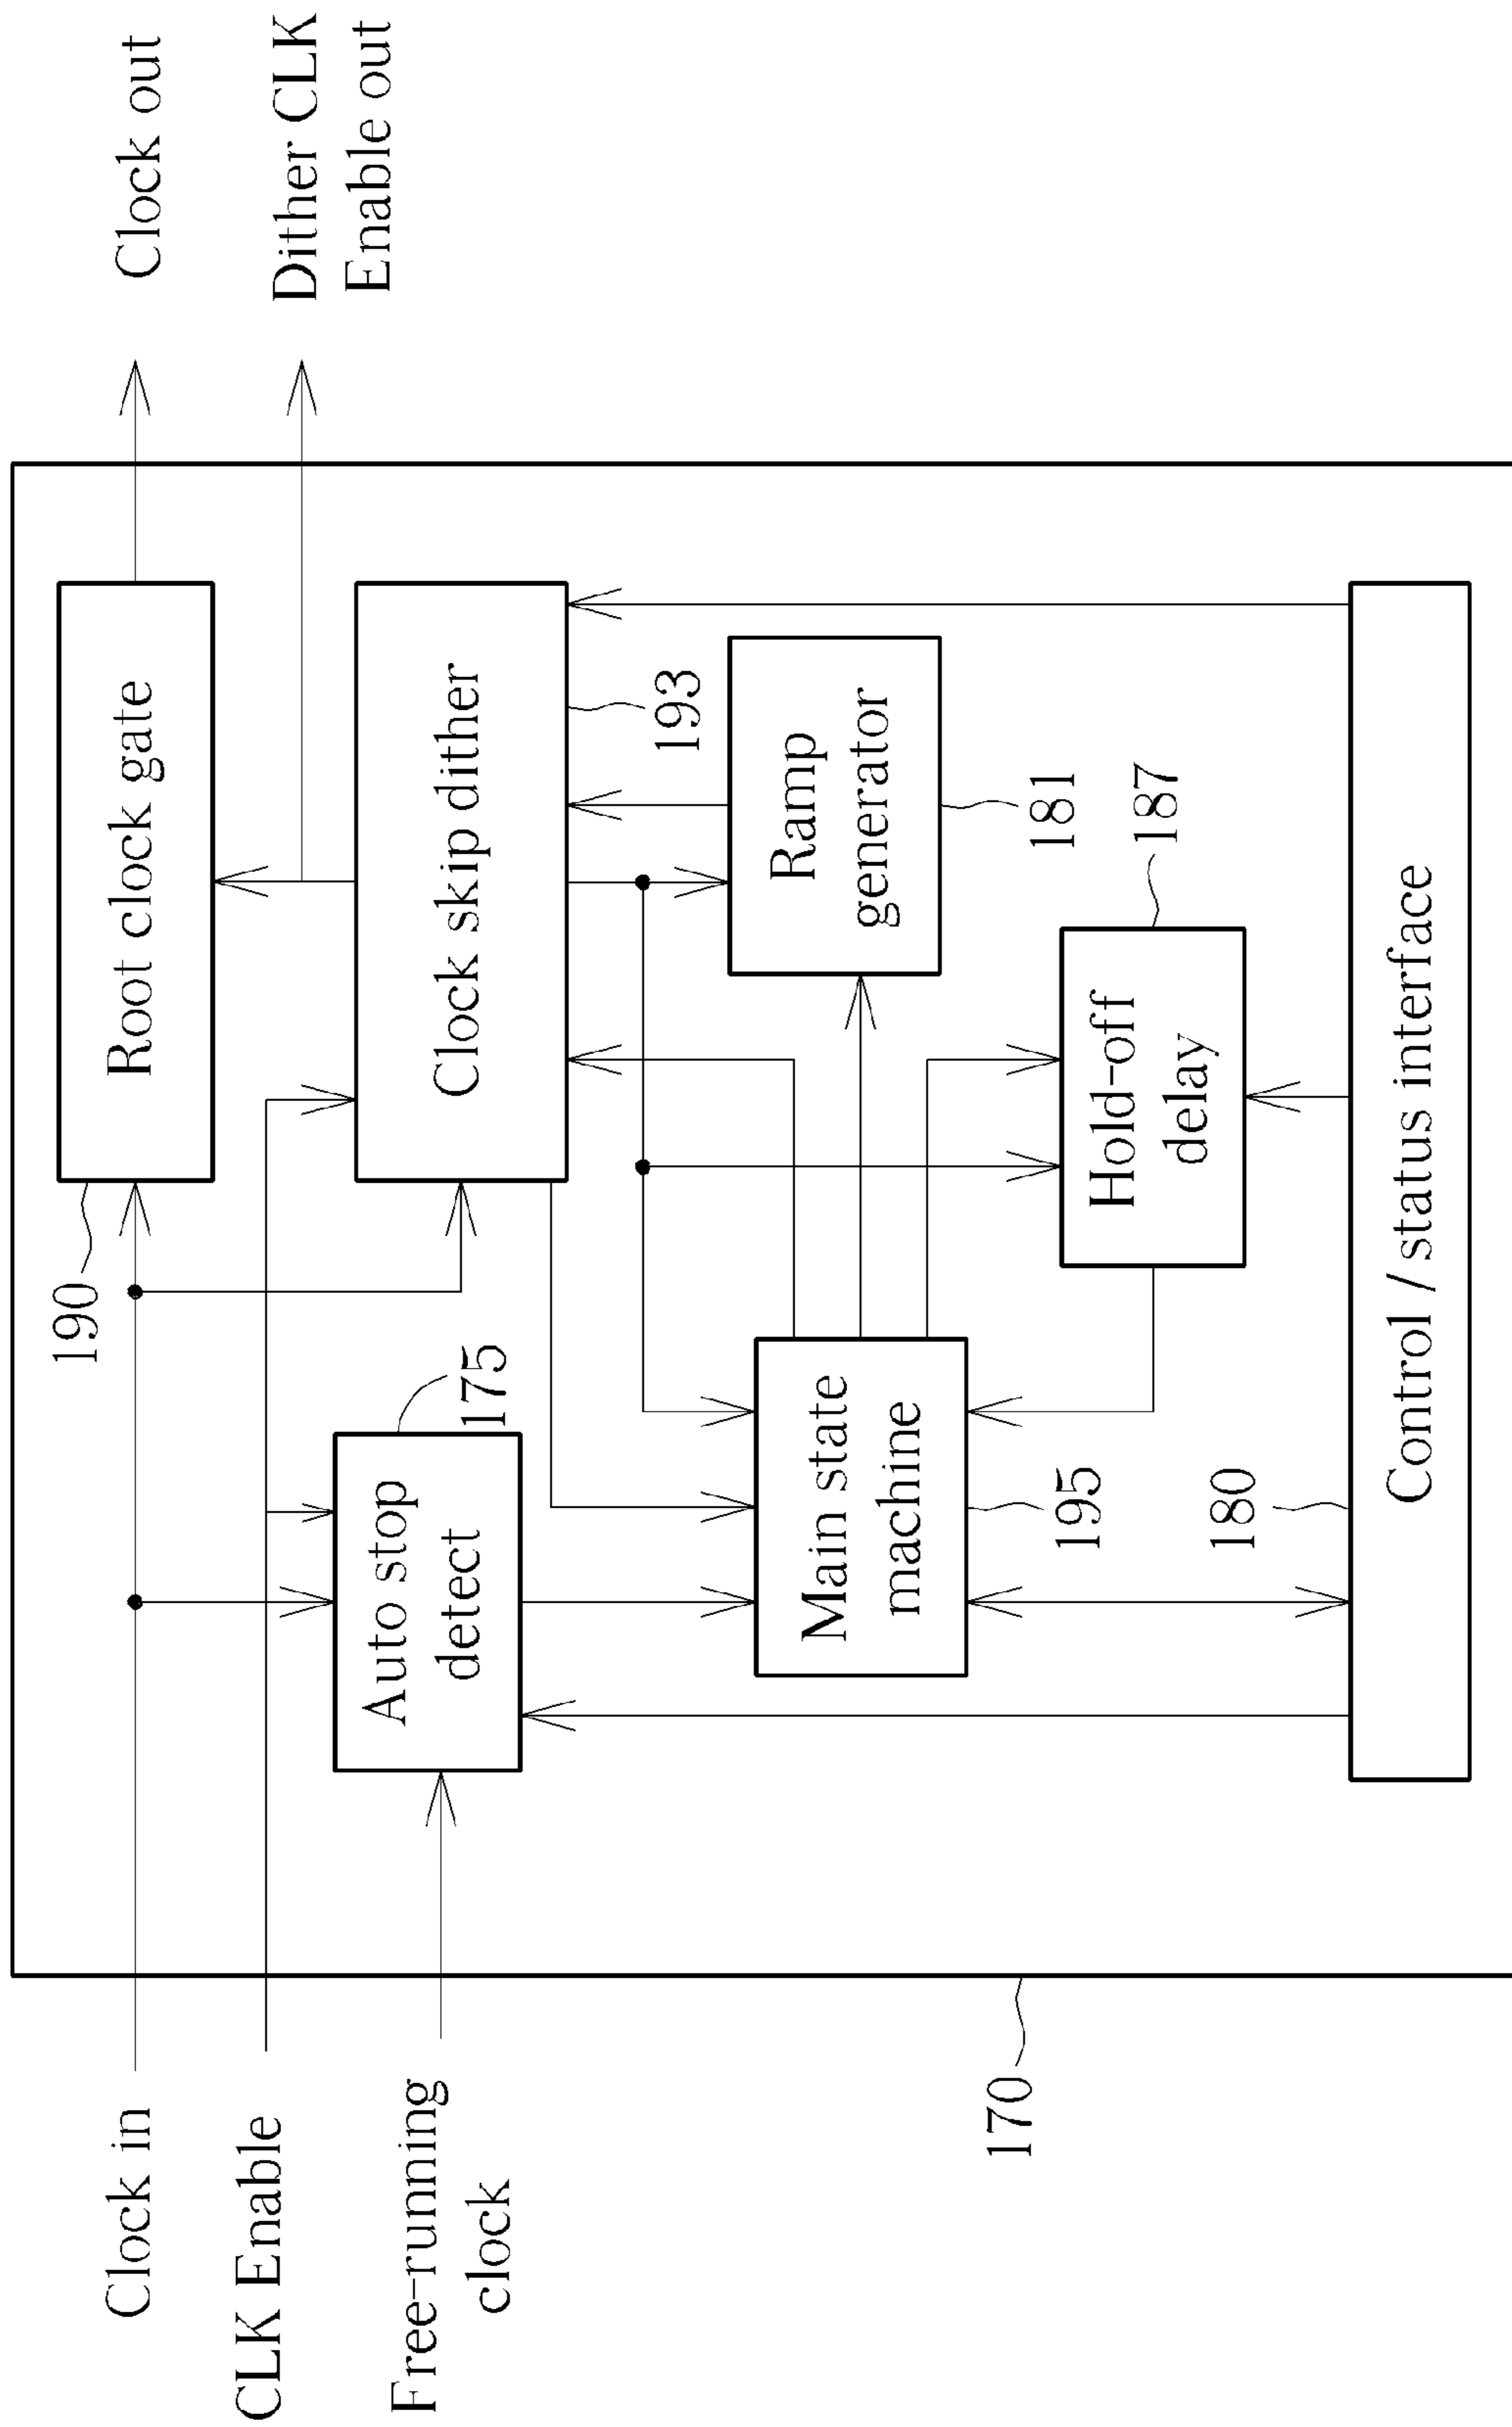 Clock in
CLK Enable
Free-running
clock
170
190
Root clock gate
Clock out
Dither CLK
Enable out
175
Auto stop
detect
Clock skip dither
193
Ramp
generator
181
Main state
machine
195
Hold-off
delay
187
180
Control / status interface